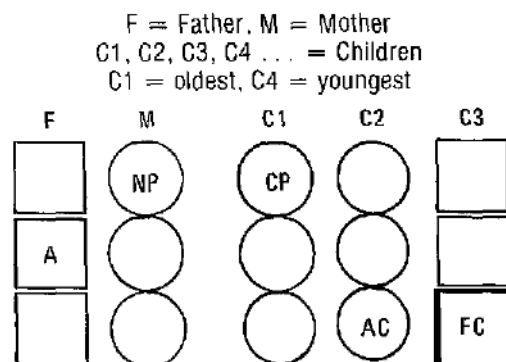 F = Father, M = Mother
C1, C2, C3, C4 ... = Children
C1 = oldest, C4 = youngest
F M C1 C2 C3
NP CP
A
AC FC